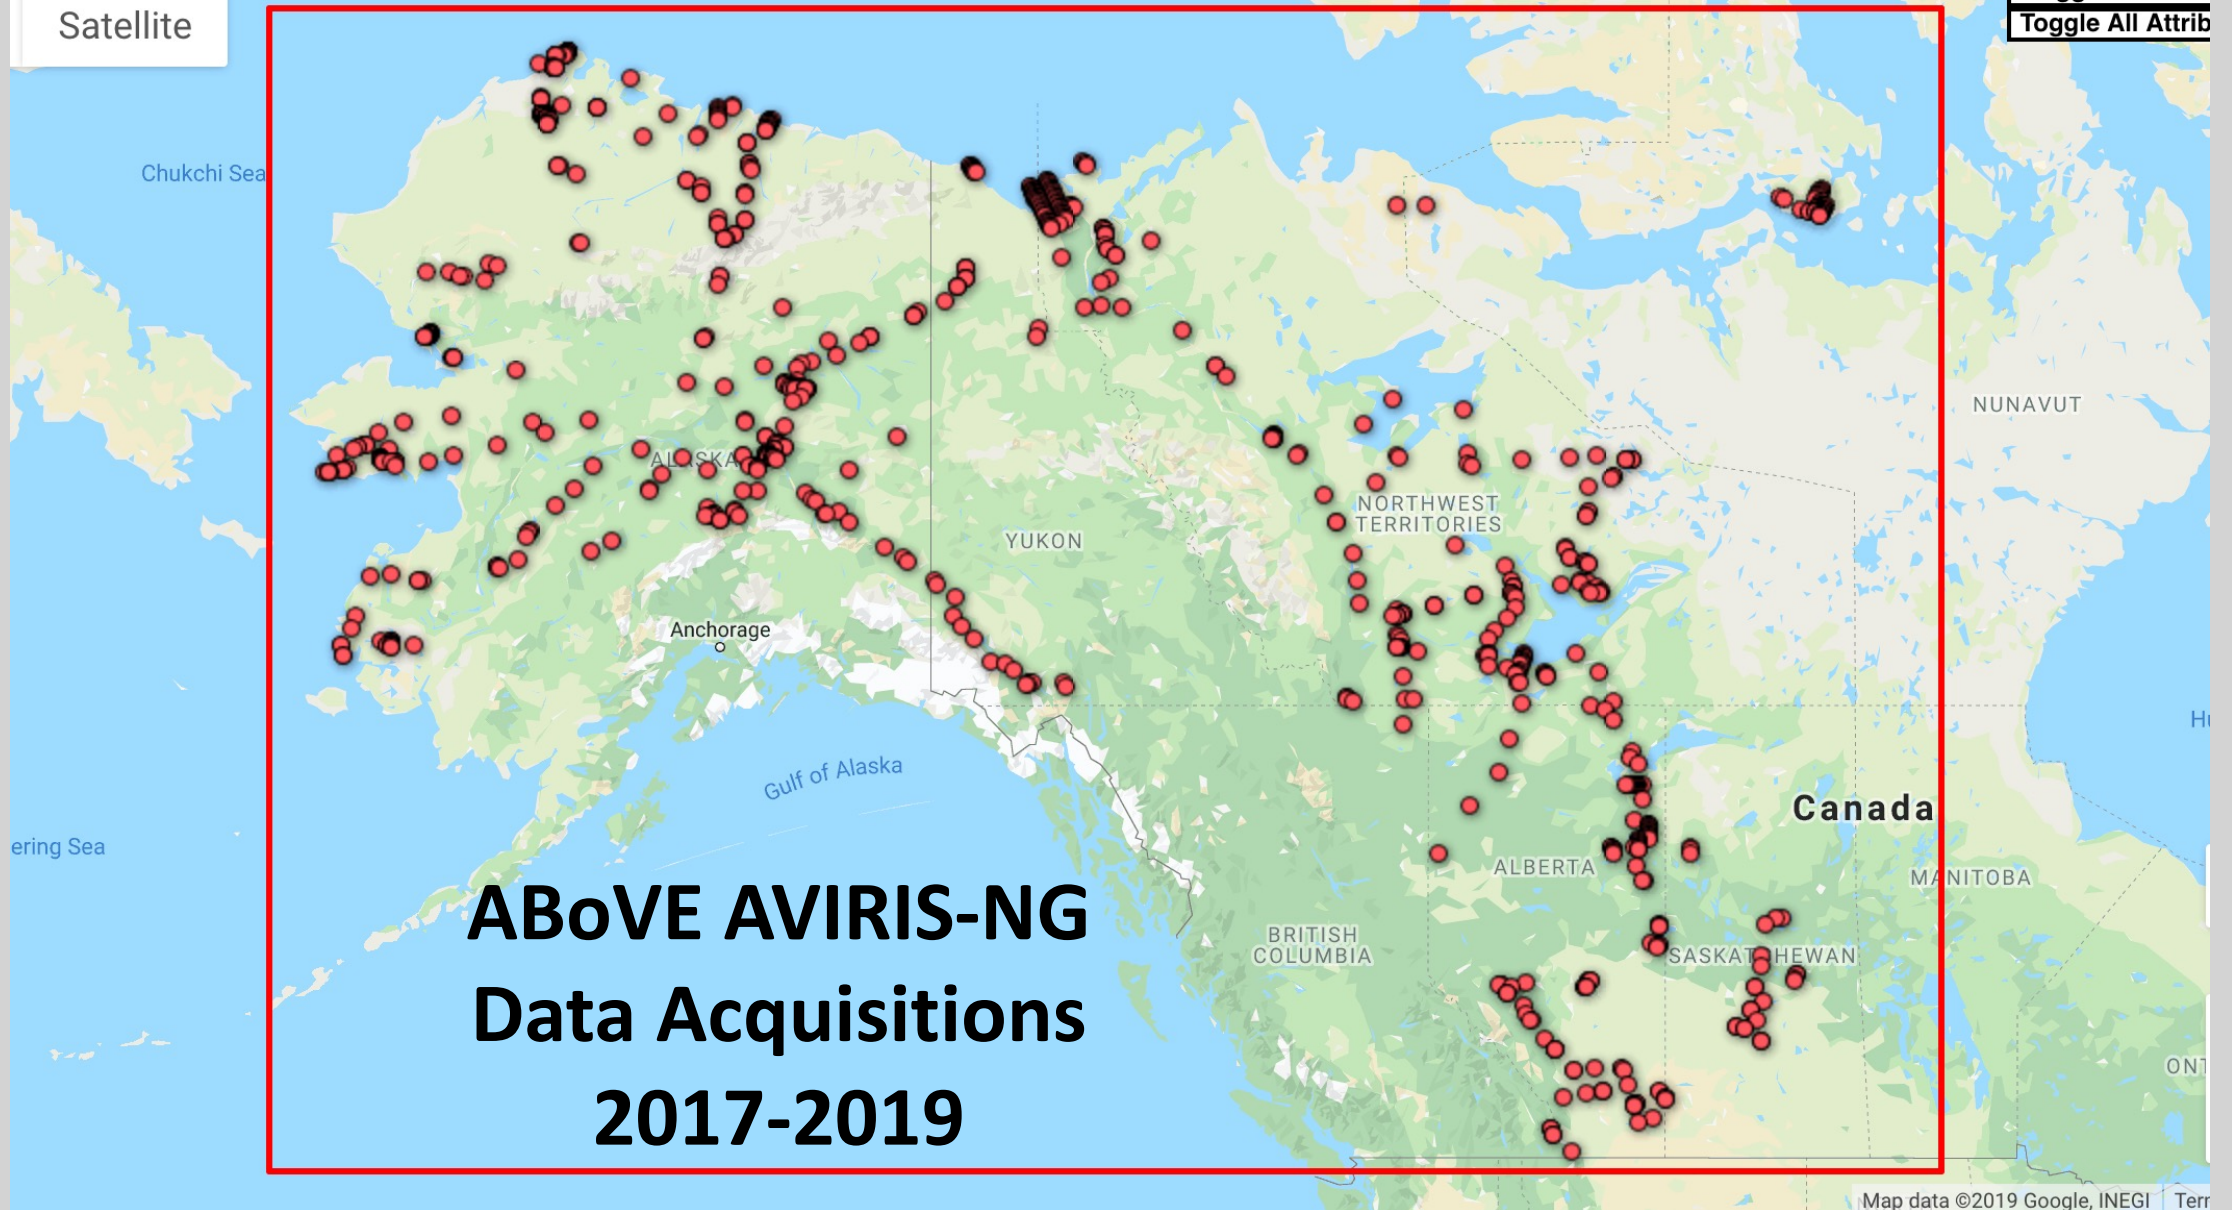 Satellite
Toggle All Attrib
Chukchi Sea
NUNAVUT
ALASKA
NORTHWEST
TERRITORIES
YUKON
Anchorage
Gulf of Alaska
Canada
ering Sea
ALBERTA
MANITOBA
ABoVE AVIRIS-NG
Data Acquisitions
2017-2019
BRITISH
COLUMBIA
SASKATCHEWAN
ONT
Map data ©2019 Google, INEGI